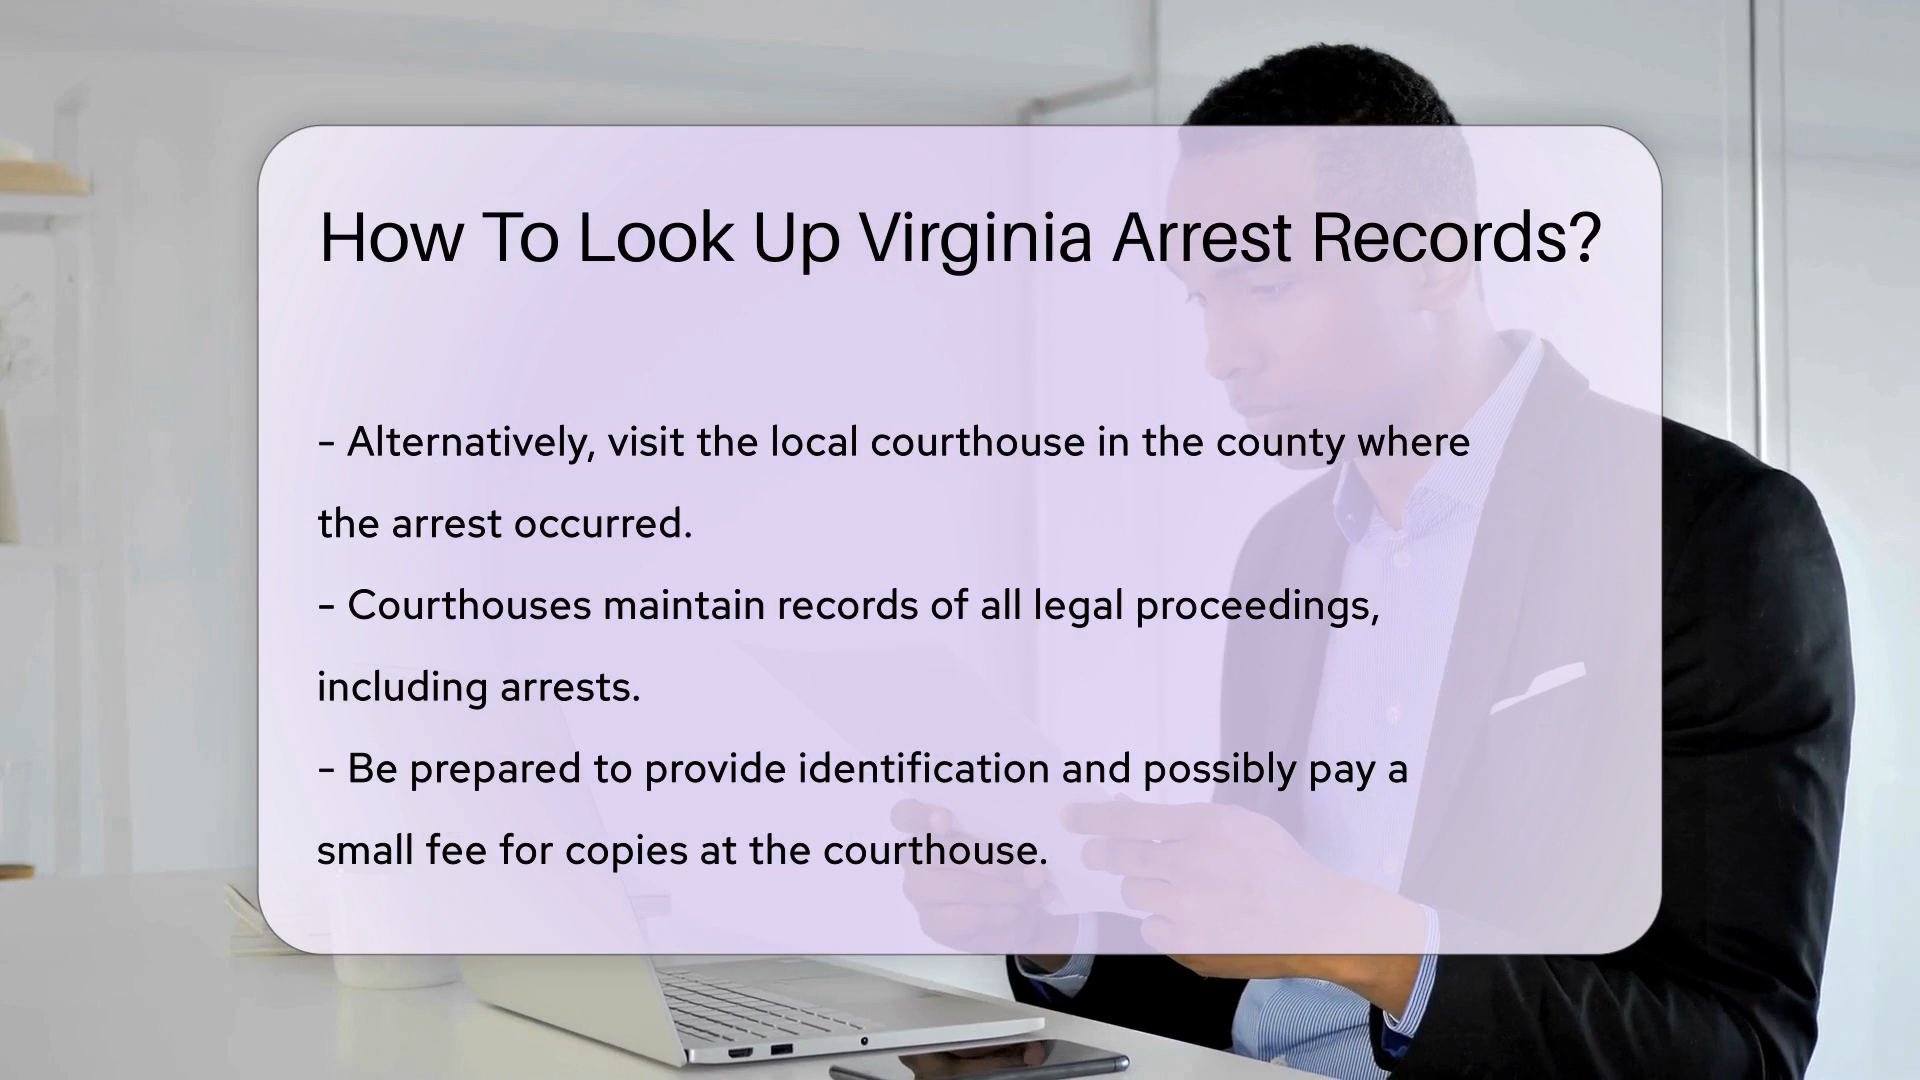 How To Look Up Virginia Arrest Records?
- Alternatively, visit the local courthouse in the county where
the arrest occurred.
- Courthouses maintain records of all legal proceedings,
including arrests.
- Be prepared to provide identification and possibly pay a
small fee for copies at the courthouse.